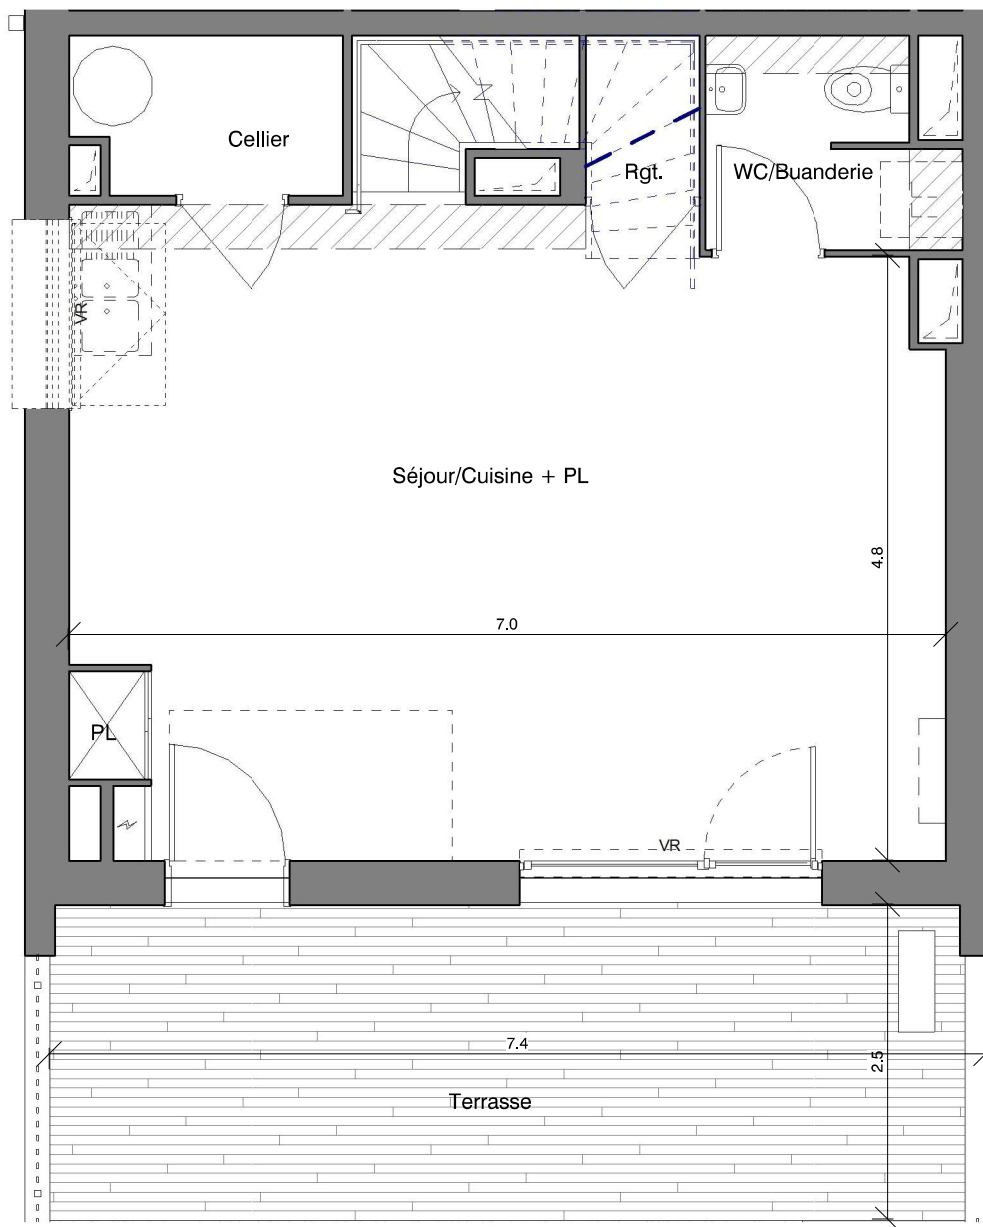 Cellier
Rgt.
WC/Buanderie
VR
Séjour/Cuisine + PL
4.8
7.0
PL
VR
7.4
2.5
Terrasse